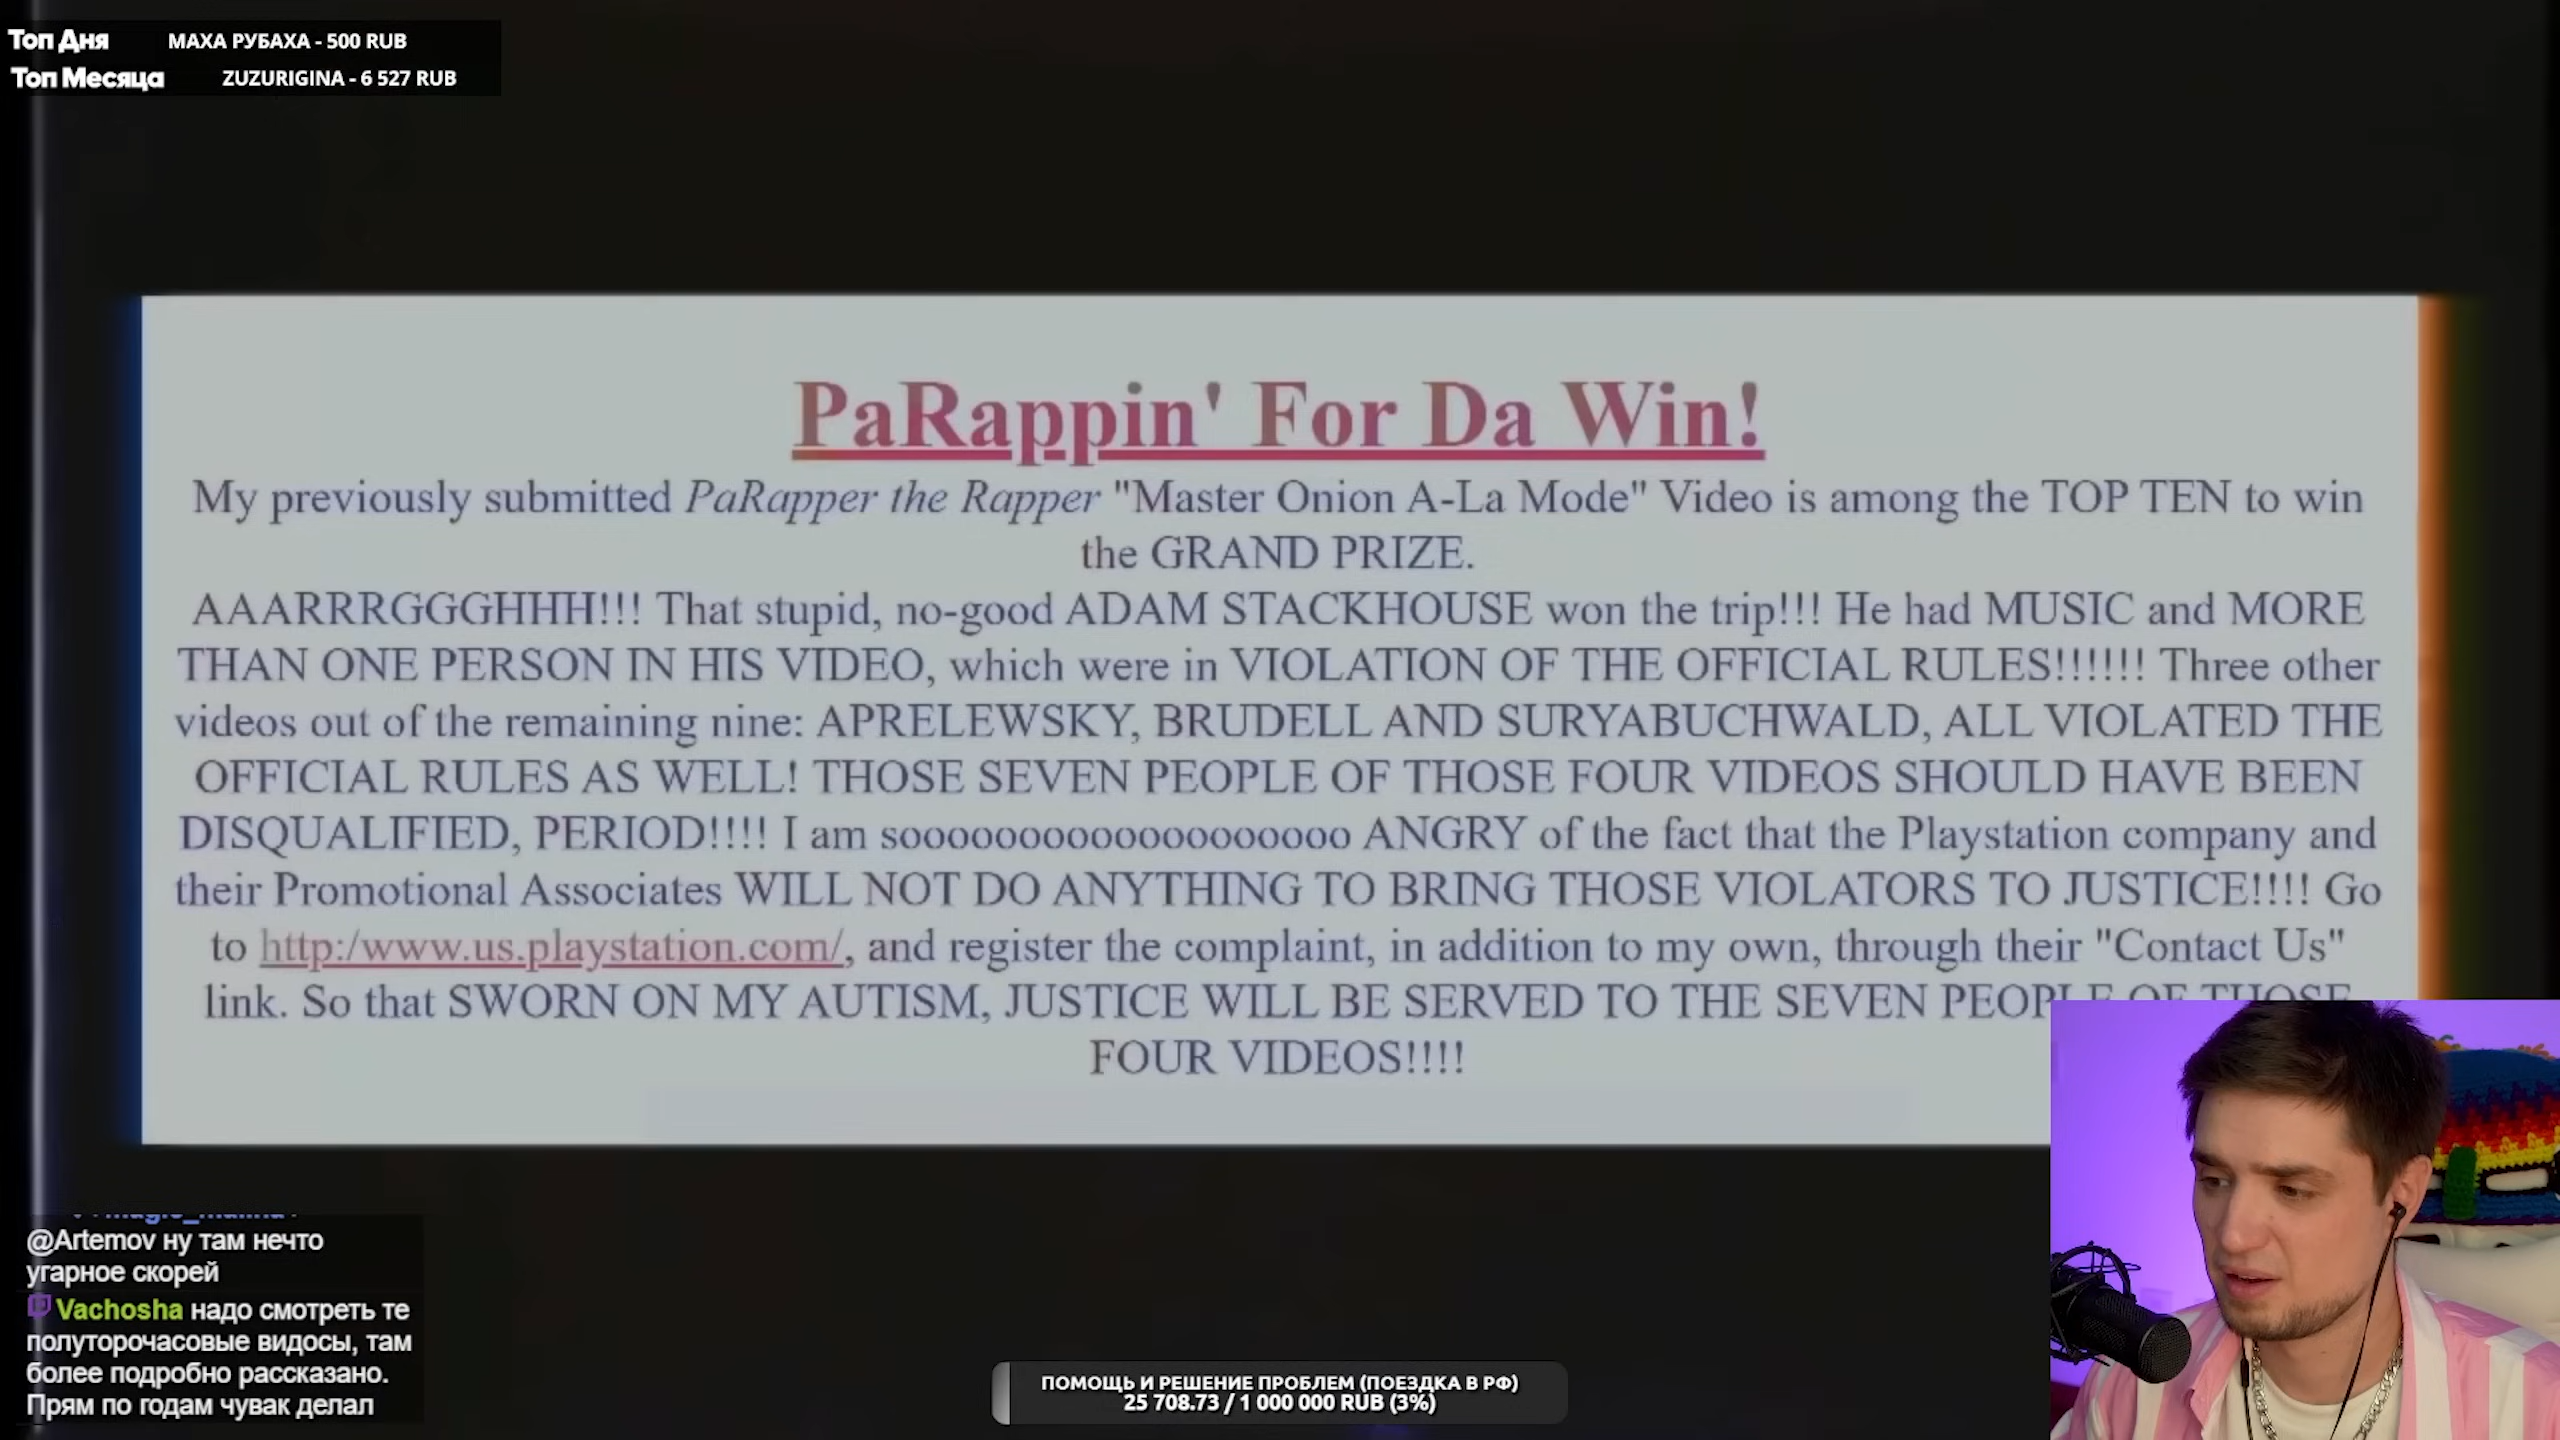 Топ Дня МАХА РУБАХА - 500 RUB
Топ Месяца ZUZURIGINA - 6 527 RUB
PaRappin' For Da Win!
My previously submitted PaRapper the Rapper "Master Onion A-La Mode" Video is among the TOP TEN to win
the GRAND PRIZE.
AAARRRGGGHHH!!! That stupid, no-good ADAM STACKHOUSE won the trip!!! He had MUSIC and MORE
THAN ONE PERSON IN HIS VIDEO, which were in VIOLATION OF THE OFFICIAL RULES!!!!!! Three other
videos out of the remaining nine: APRELEWSKY, BRUDELL AND SURYABUCHWALD, ALL VIOLATED THE
OFFICIAL RULES AS WELL! THOSE SEVEN PEOPLE OF THOSE FOUR VIDEOS SHOULD HAVE BEEN
DISQUALIFIED, PERIOD!!!! I am soooooooooooooooooooo ANGRY of the fact that the Playstation company and
their Promotional Associates WILL NOT DO ANYTHING TO BRING THOSE VIOLATORS TO JUSTICE!!!! Go
to http:/www.us.playstation.com/, and register the complaint, in addition to my own, through their "Contact Us"
link. So that SWORN ON MY AUTISM, JUSTICE WILL BE SERVED TO THE SEVEN PEOPLE OF THOSE
FOUR VIDEOS!!!!
@Artemov ну там нечто
угарное скорей
Vachosha надо смотреть те
полуторочасовые видосы, там
более подробно рассказано.
Прям по годам чувак делал
ПОМОЩЬ И РЕШЕНИЕ ПРОБЛЕМ (ПОЕЗДКА В РФ)
25 708.73 / 1 000 000 RUB (3%)